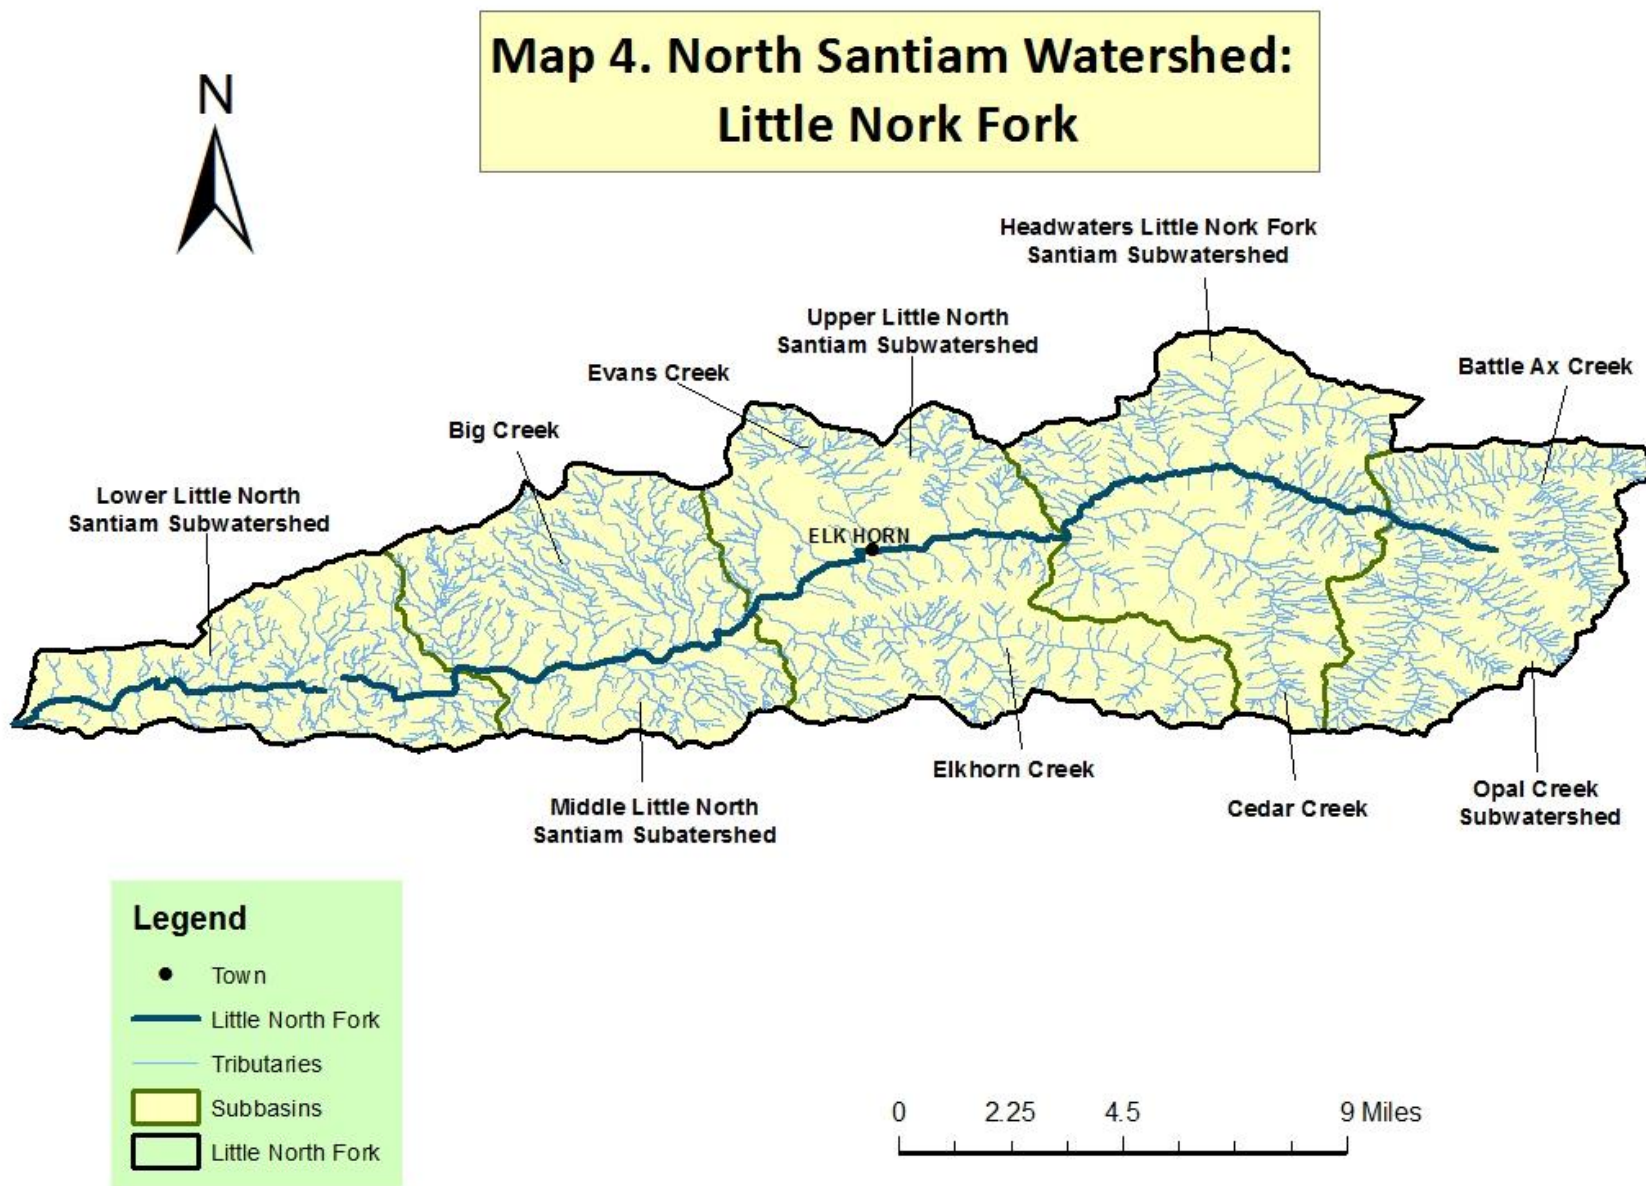 Map 4. North Santiam Watershed:
Little Nork Fork
N
Headwaters Little Nork Fork
Santiam Subwatershed
Upper Little North
Santiam Subwatershed
Evans Creek
Battle Ax Creek
Big Creek
Lower Little North
Santiam Subwatershed
ELK HORN
Elkhorn Creek
Middle Little North
Santiam Subatershed
Cedar Creek
Opal Creek
Subwatershed
Legend
Town
Little North Fork
Tributaries
Subbasins
Little North Fork
0 2.25 4.5 9 Miles